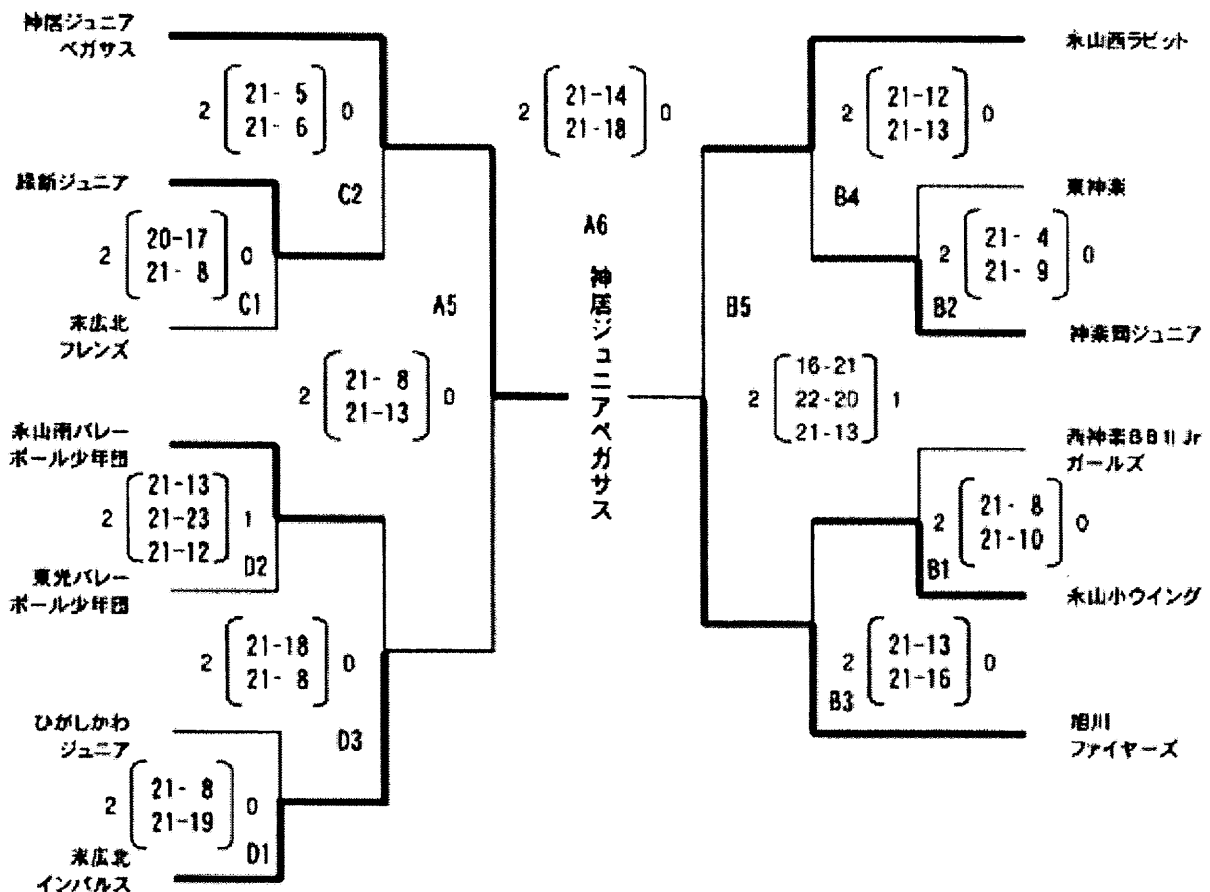 神居ジュニア
ペガサス
2 21- 5 0
21- 6
C2
緑新ジュニア
2 20-17 0
21- 8
C1
末広北
フレンズ
A5
2 21- 8 0
21-13
永山南バレー
ボール少年団
2 21-13 1
21-23
21-12
D2
東光バレー
ボール少年団
2 21-18 0
21- 8
D3
ひがしかわ
ジュニア
2 21- 8 0
21-19
D1
末広北
インパルス
2 21-14 0
21-18
A6
神居ジュニアペガサス
永山西ラビット
2 21-12 0
21-13
B4
東神楽
2 21- 4 0
21- 9
B2
神楽岡ジュニア
B5
2 16-21 1
22-20
21-13
西神楽BBII Jr
ガールズ
2 21- 8 0
21-10
B1
永山小ウイング
2 21-13 0
21-16
B3
旭川
ファイヤーズ